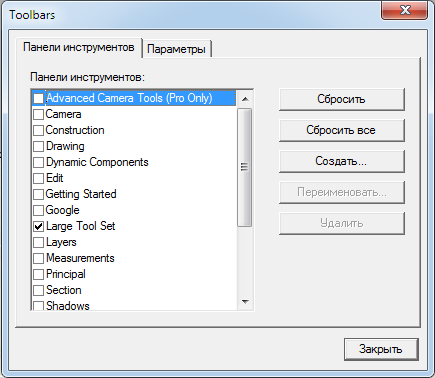 Toolbars
Панели инструментов
Параметры
Панели инструментов:
Advanced Camera Tools (Pro Only)
Camera
Construction
Drawing
Dynamic Components
Edit
Getting Started
Google
Large Tool Set
Layers
Measurements
Principal
Section
Shadows
Сбросить
Сбросить все
Создать...
Переименовать...
Удалить
Закрыть